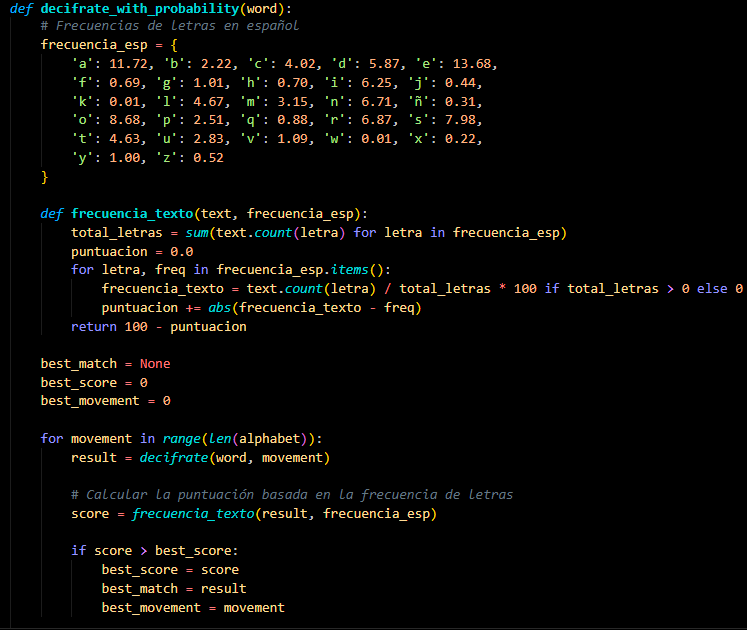 def decifrate_with_probability(word):
    # Frecuencias de letras en español
    frecuencia_esp = {
        'a': 11.72, 'b': 2.22, 'c': 4.02, 'd': 5.87, 'e': 13.68,
        'f': 0.69, 'g': 1.01, 'h': 0.70, 'i': 6.25, 'j': 0.44,
        'k': 0.01, 'l': 4.67, 'm': 3.15, 'n': 6.71, 'ñ': 0.31,
        'o': 8.68, 'p': 2.51, 'q': 0.88, 'r': 6.87, 's': 7.98,
        't': 4.63, 'u': 2.83, 'v': 1.09, 'w': 0.01, 'x': 0.22,
        'y': 1.00, 'z': 0.52
    }

    def frecuencia_texto(text, frecuencia_esp):
        total_letras = sum(text.count(letra) for letra in frecuencia_esp)
        puntuacion = 0.0
        for letra, freq in frecuencia_esp.items():
            frecuencia_texto = text.count(letra) / total_letras * 100 if total_letras > 0 else 0
            puntuacion += abs(frecuencia_texto - freq)
        return 100 - puntuacion

    best_match = None
    best_score = 0
    best_movement = 0

    for movement in range(len(alphabet)):
        result = decifrate(word, movement)

        # Calcular la puntuación basada en la frecuencia de letras
        score = frecuencia_texto(result, frecuencia_esp)

        if score > best_score:
            best_score = score
            best_match = result
            best_movement = movement